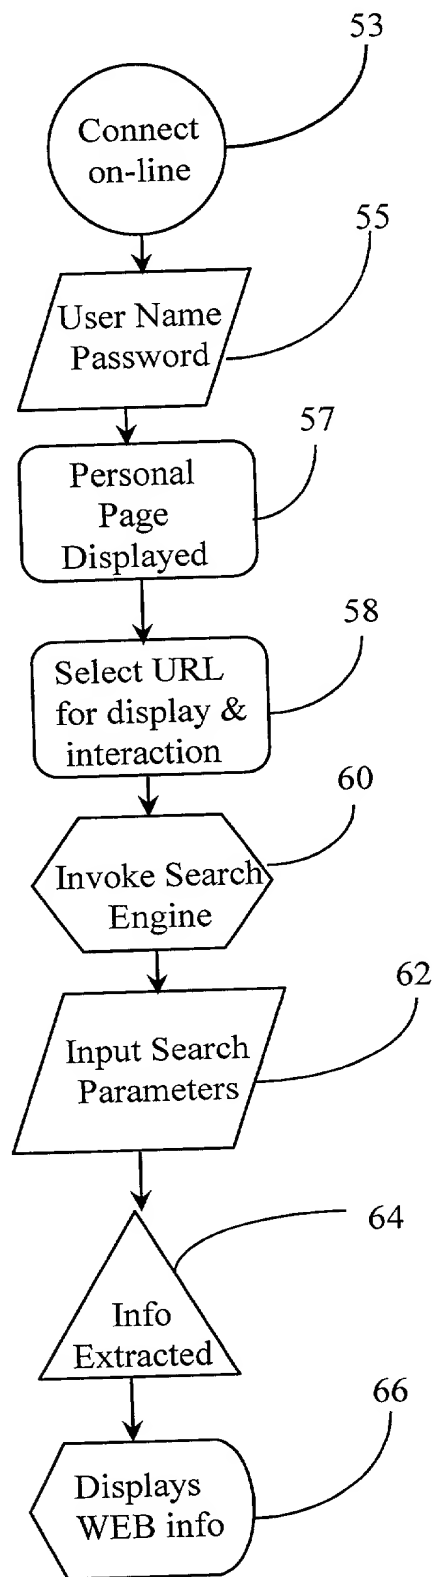 53
Connect
on-line
55
User Name
Password
57
Personal
Page
Displayed
58
Select URL
for display &
interaction
60
Invoke Search
Engine
62
Input Search
Parameters
64
Info
Extracted
66
Displays
WEB info